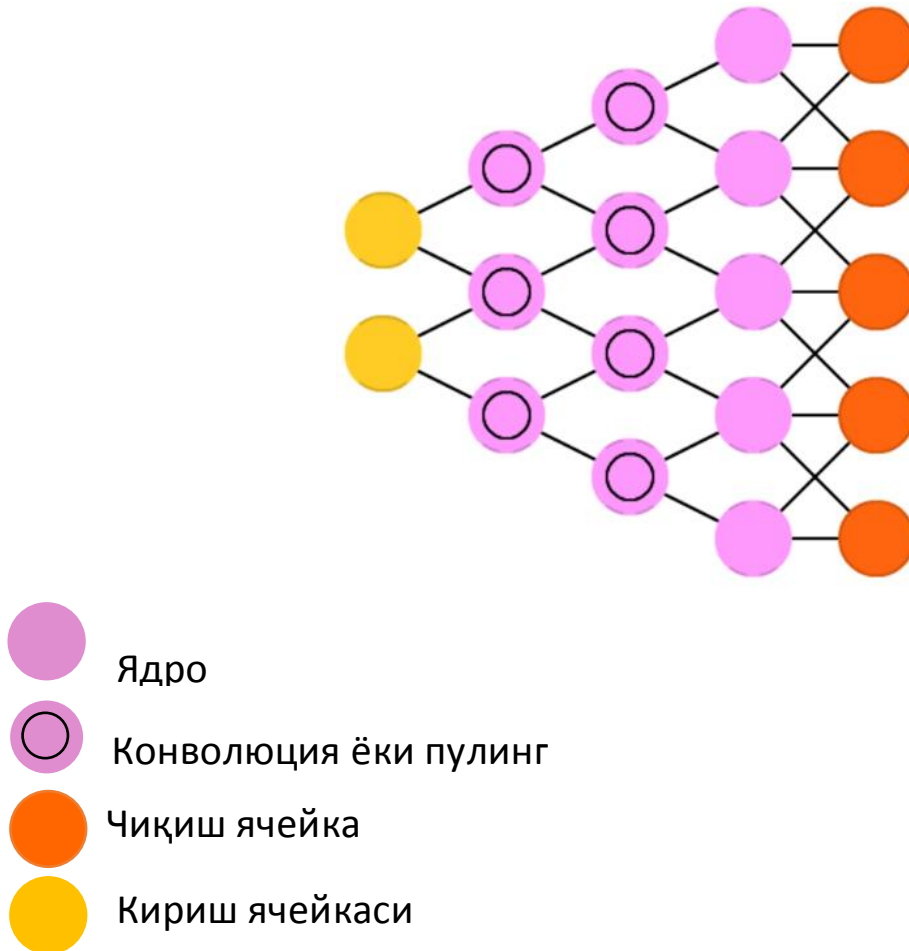 Ядро
Конволюция ёки пулинг
Чиқиш ячейка
Кириш ячейкаси